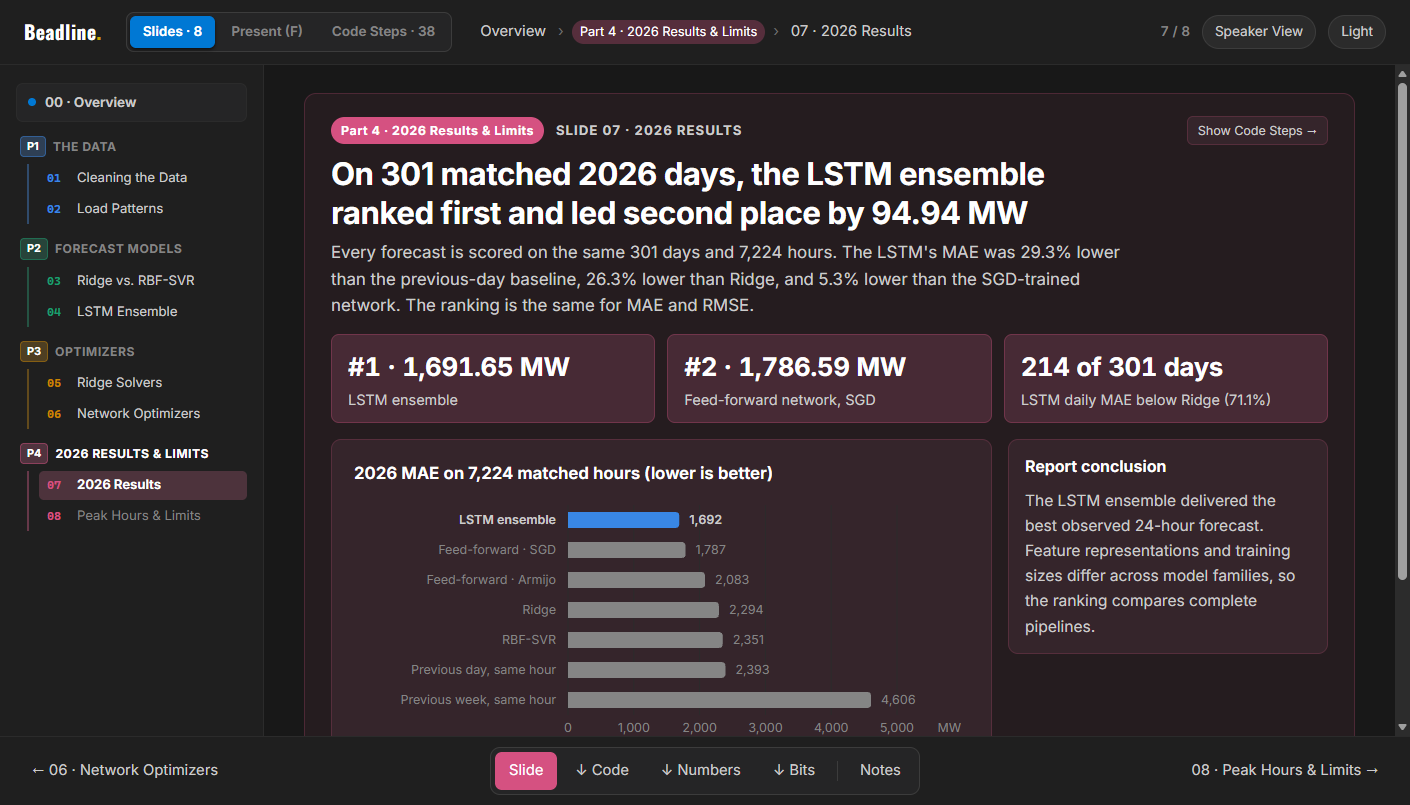 Beadline.
Slides · 8
Present (F)
Code Steps · 38
Overview › Part 4 · 2026 Results & Limits › 07 · 2026 Results
7 / 8
Speaker View
Light
00 · Overview
P1 THE DATA
01 Cleaning the Data
02 Load Patterns
P2 FORECAST MODELS
03 Ridge vs. RBF-SVR
04 LSTM Ensemble
P3 OPTIMIZERS
05 Ridge Solvers
06 Network Optimizers
P4 2026 RESULTS & LIMITS
07 2026 Results
08 Peak Hours & Limits
Part 4 · 2026 Results & Limits
SLIDE 07 · 2026 RESULTS
Show Code Steps →
On 301 matched 2026 days, the LSTM ensemble
ranked first and led second place by 94.94 MW
Every forecast is scored on the same 301 days and 7,224 hours. The LSTM's MAE was 29.3% lower
than the previous-day baseline, 26.3% lower than Ridge, and 5.3% lower than the SGD-trained
network. The ranking is the same for MAE and RMSE.
#1 · 1,691.65 MW
LSTM ensemble
#2 · 1,786.59 MW
Feed-forward network, SGD
214 of 301 days
LSTM daily MAE below Ridge (71.1%)
2026 MAE on 7,224 matched hours (lower is better)
LSTM ensemble 1,692
Feed-forward · SGD 1,787
Feed-forward · Armijo 2,083
Ridge 2,294
RBF-SVR 2,351
Previous day, same hour 2,393
Previous week, same hour 4,606
0 1,000 2,000 3,000 4,000 5,000 MW
Report conclusion
The LSTM ensemble delivered the
best observed 24-hour forecast.
Feature representations and training
sizes differ across model families, so
the ranking compares complete
pipelines.
← 06 · Network Optimizers
Slide
↓ Code
↓ Numbers
↓ Bits
Notes
08 · Peak Hours & Limits →